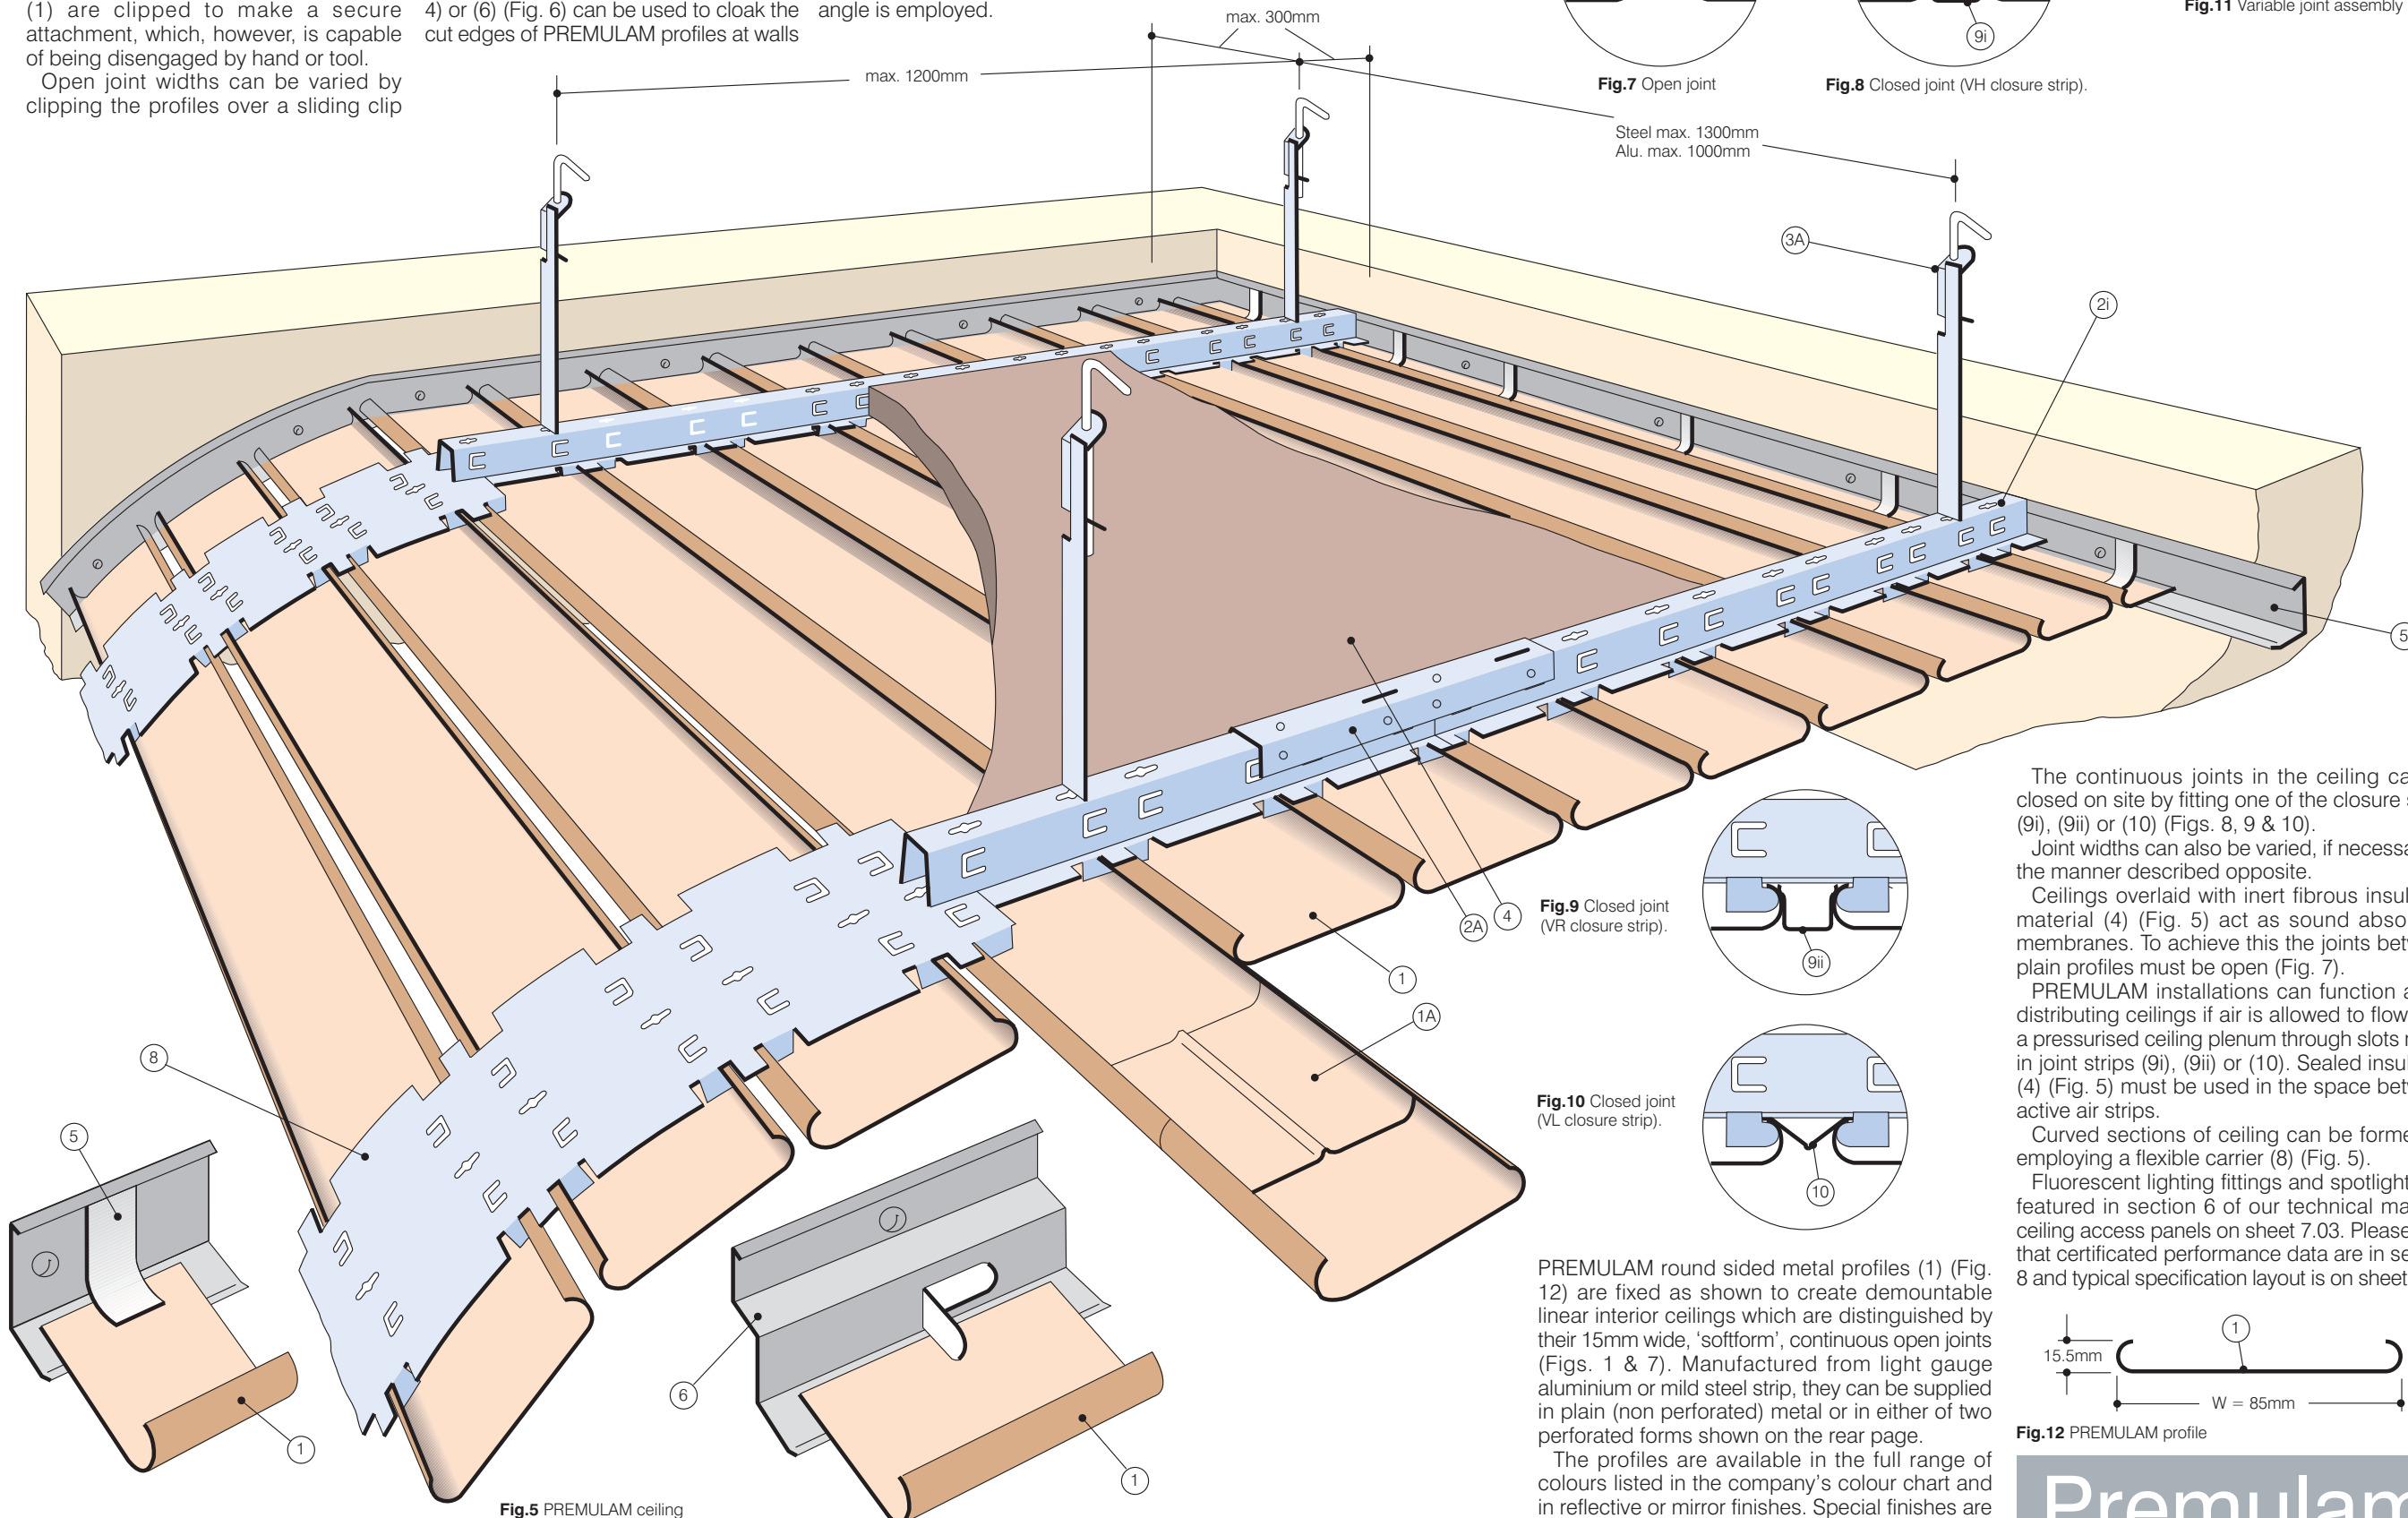 (1) are clipped to make a secure
attachment, which, however, is capable
of being disengaged by hand or tool.
Open joint widths can be varied by
clipping the profiles over a sliding clip
4) or (6) (Fig. 6) can be used to cloak the
cut edges of PREMULAM profiles at walls
angle is employed.
max. 300mm
max. 1200mm
Steel max. 1300mm
Alu. max. 1000mm
9i
Fig.7 Open joint
Fig.8 Closed joint (VH closure strip).
Fig.11 Variable joint assembly
3A
2i
5
2A
4
1
1A
8
5
1
6
1
Fig.5 PREMULAM ceiling
Fig.9 Closed joint
(VR closure strip).
9ii
Fig.10 Closed joint
(VL closure strip).
10
PREMULAM round sided metal profiles (1) (Fig.
12) are fixed as shown to create demountable
linear interior ceilings which are distinguished by
their 15mm wide, ‘softform’, continuous open joints
(Figs. 1 & 7). Manufactured from light gauge
aluminium or mild steel strip, they can be supplied
in plain (non perforated) metal or in either of two
perforated forms shown on the rear page.
The profiles are available in the full range of
colours listed in the company’s colour chart and
in reflective or mirror finishes. Special finishes are
The continuous joints in the ceiling ca
closed on site by fitting one of the closure s
(9i), (9ii) or (10) (Figs. 8, 9 & 10).
Joint widths can also be varied, if necessa
the manner described opposite.
Ceilings overlaid with inert fibrous insul
material (4) (Fig. 5) act as sound abso
membranes. To achieve this the joints betw
plain profiles must be open (Fig. 7).
PREMULAM installations can function a
distributing ceilings if air is allowed to flow
a pressurised ceiling plenum through slots
in joint strips (9i), (9ii) or (10). Sealed insul
(4) (Fig. 5) must be used in the space betw
active air strips.
Curved sections of ceiling can be forme
employing a flexible carrier (8) (Fig. 5).
Fluorescent lighting fittings and spotlight
featured in section 6 of our technical ma
ceiling access panels on sheet 7.03. Please
that certificated performance data are in se
8 and typical specification layout is on sheet
1
15.5mm
W = 85mm
Fig.12 PREMULAM profile
Premulam